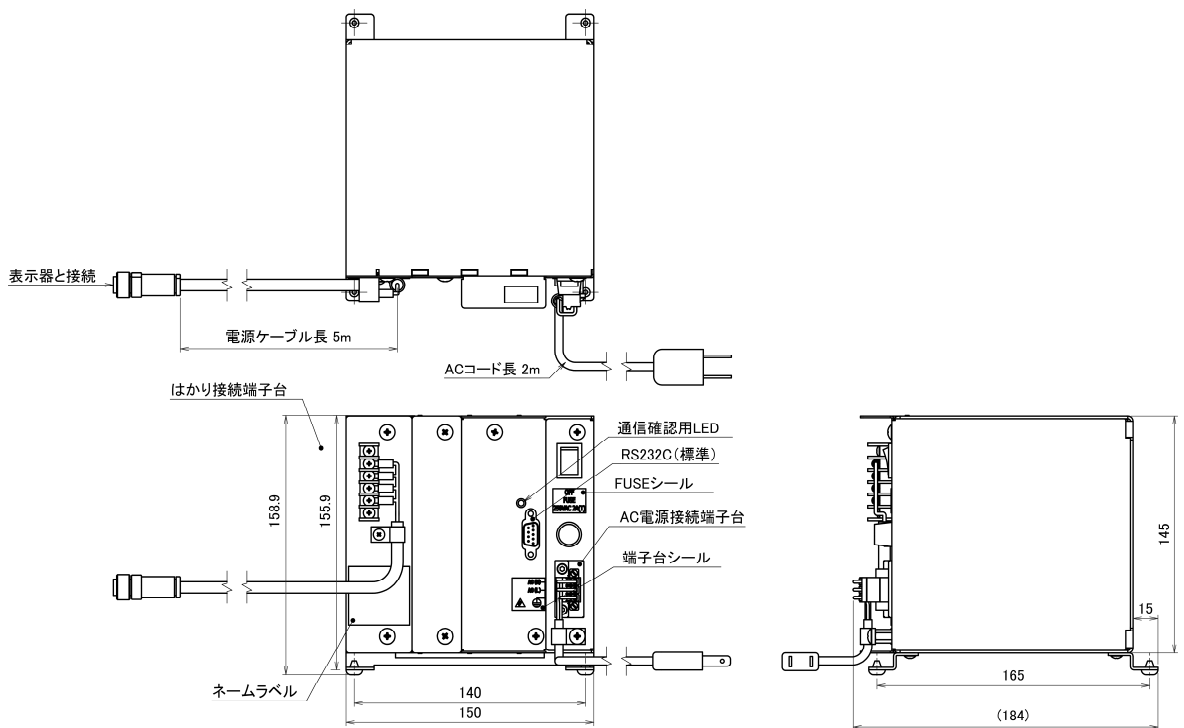 表示器と接続
電源ケーブル長 5m
ACコード長 2m
はかり接続端子台
通信確認用LED
RS232C(標準)
FUSEシール
OFF
FUSE
AC電源接続端子台
端子台シール
158.9
155.9
145
15
ネームラベル
140
150
165
(184)